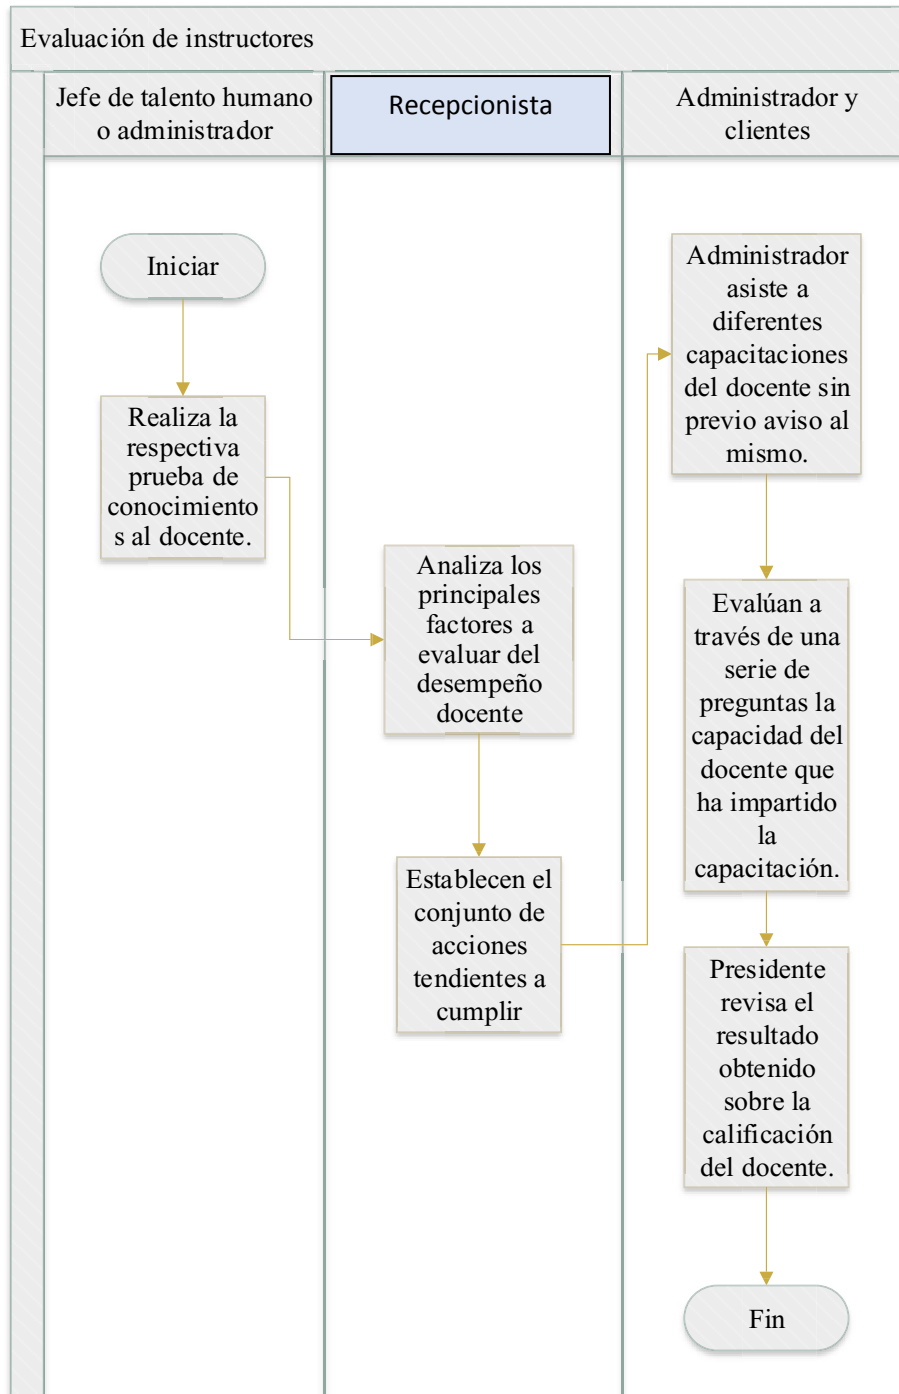 Evaluación de instructores
Jefe de talento humano
o administrador
Recepcionista
Administrador y
clientes
Iniciar
Realiza la
respectiva
prueba de
conocimiento
s al docente.
Analiza los
principales
factores a
evaluar del
desempeño
docente
Establecen el
conjunto de
acciones
tendientes a
cumplir
Administrador
asiste a
diferentes
capacitaciones
del docente sin
previo aviso al
mismo.
Evalúan a
través de una
serie de
preguntas la
capacidad del
docente que
ha impartido
la
capacitación.
Presidente
revisa el
resultado
obtenido
sobre la
calificación
del docente.
Fin